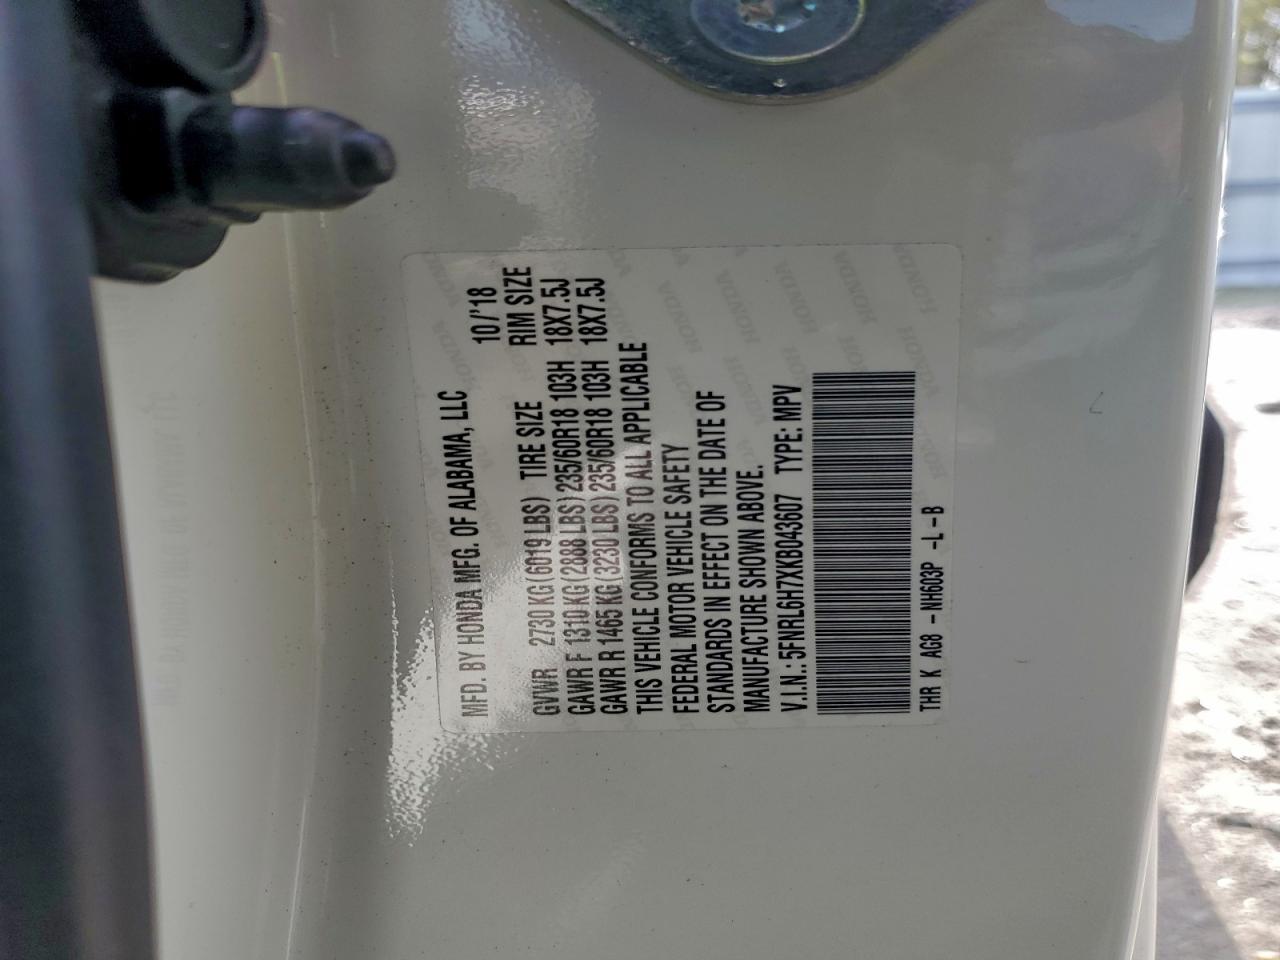 MFD. BY HONDA MFG. OF ALABAMA, LLC 10/'18
GVWR 2730 KG (6019 LBS) TIRE SIZE RIM SIZE
GAWR F 1310 KG (2888 LBS) 235/60R18 103H 18X7.5J
GAWR R 1465 KG (3230 LBS) 235/60R18 103H 18X7.5J
THIS VEHICLE CONFORMS TO ALL APPLICABLE
FEDERAL MOTOR VEHICLE SAFETY
STANDARDS IN EFFECT ON THE DATE OF
MANUFACTURE SHOWN ABOVE.
V.I.N.: 5FNRL6H7XKB043607 TYPE: MPV
THR K AG8 - NH603P -L-B